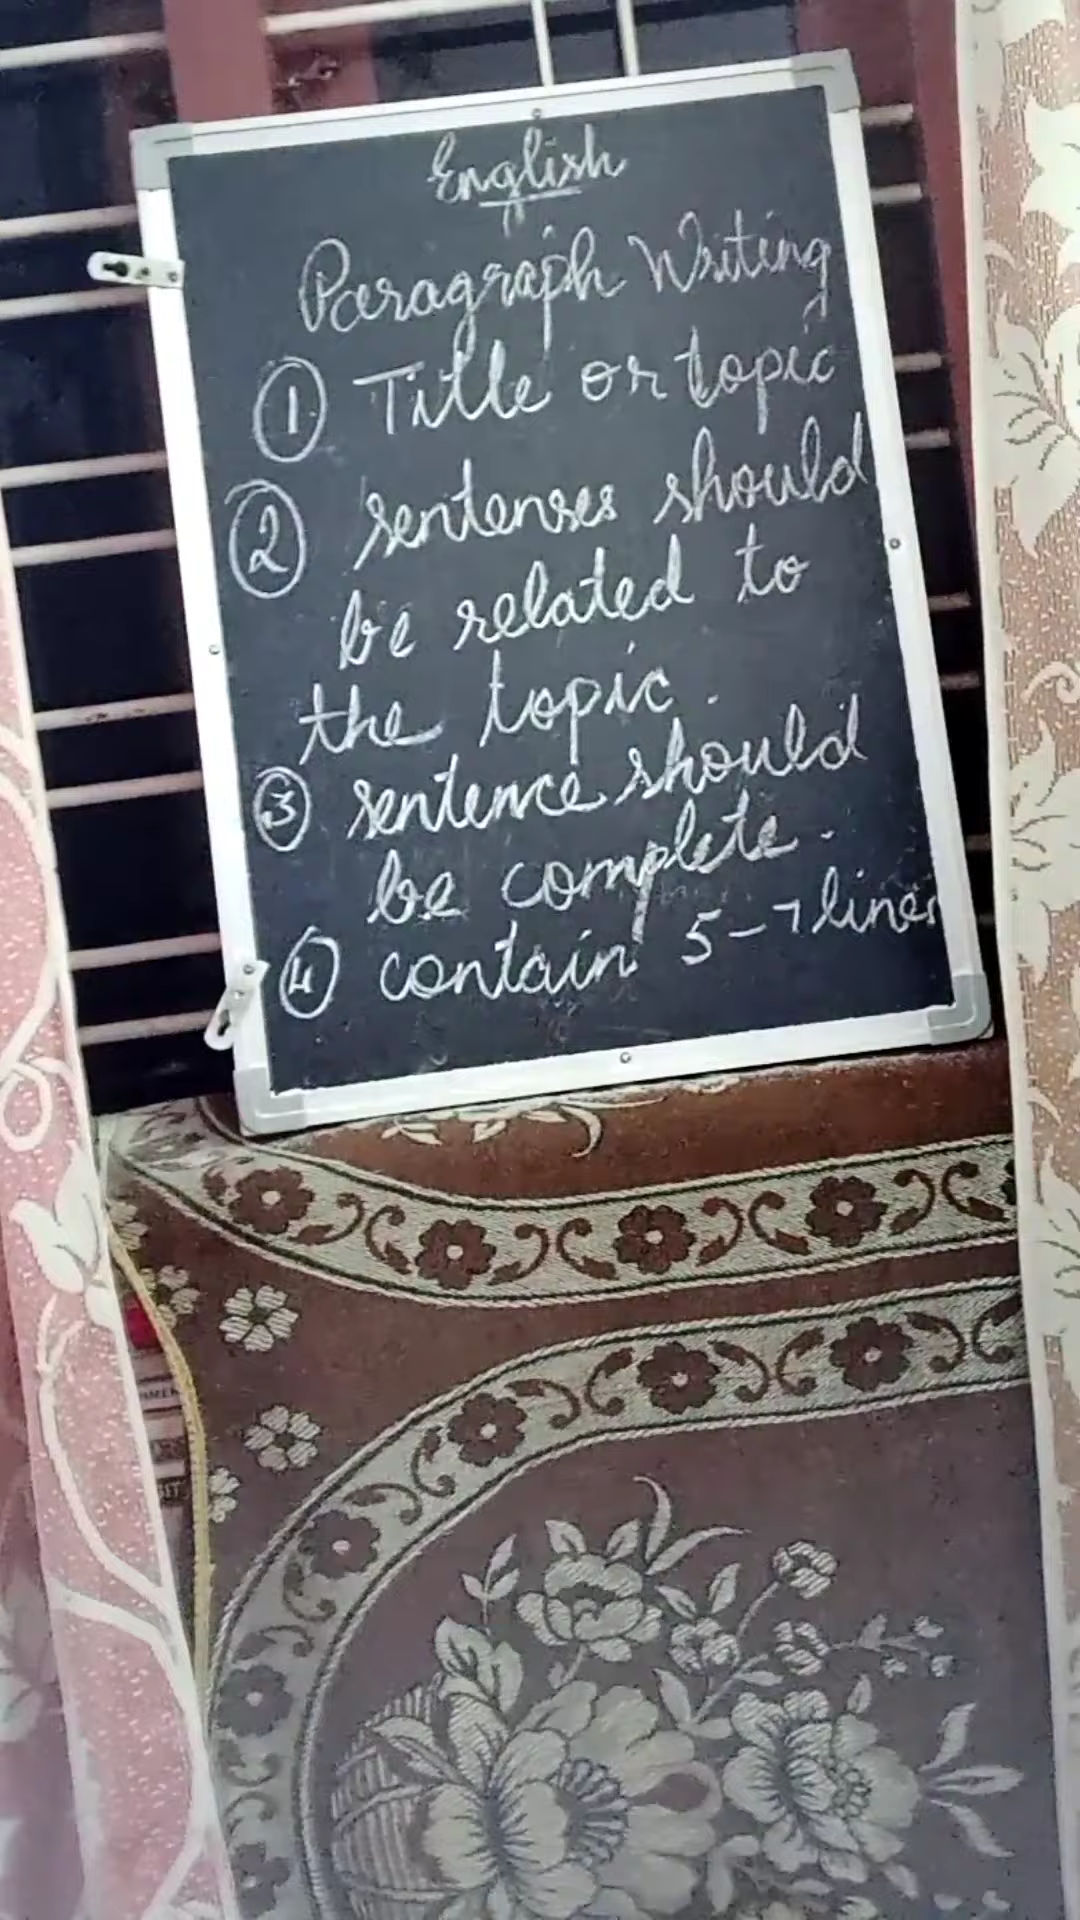 English
Paragraph Writing
① Title or topic
② sentenses should
be related to
the topic.
③ sentence should
be complete.
④ contain 5-7 lines